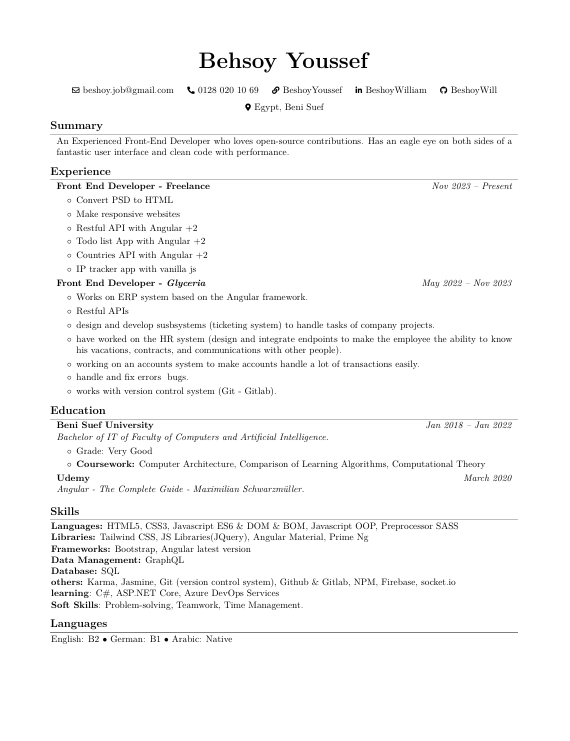 Behsoy Youssef
beshoy.job@gmail.com 0128 020 10 69 BeshoyYoussef BeshoyWilliam BeshoyWill
Egypt, Beni Suef
Summary
An Experienced Front-End Developer who loves open-source contributions. Has an eagle eye on both sides of a
fantastic user interface and clean code with performance.
Experience
Front End Developer - Freelance Nov 2023 – Present
◦ Convert PSD to HTML
◦ Make responsive websites
◦ Restful API with Angular +2
◦ Todo list App with Angular +2
◦ Countries API with Angular +2
◦ IP tracker app with vanilla js
Front End Developer - Glyceria May 2022 – Nov 2023
◦ Works on ERP system based on the Angular framework.
◦ Restful APIs
◦ design and develop susbsystems (ticketing system) to handle tasks of company projects.
◦ have worked on the HR system (design and integrate endpoints to make the employee the ability to know
his vacations, contracts, and communications with other people).
◦ working on an accounts system to make accounts handle a lot of transactions easily.
◦ handle and fix errors bugs.
◦ works with version control system (Git - Gitlab).
Education
Beni Suef University Jan 2018 – Jan 2022
Bachelor of IT of Faculty of Computers and Artificial Intelligence.
◦ Grade: Very Good
◦ Coursework: Computer Architecture, Comparison of Learning Algorithms, Computational Theory
Udemy March 2020
Angular - The Complete Guide - Maximilian Schwarzmüller.
Skills
Languages: HTML5, CSS3, Javascript ES6 & DOM & BOM, Javascript OOP, Preprocessor SASS
Libraries: Tailwind CSS, JS Libraries(JQuery), Angular Material, Prime Ng
Frameworks: Bootstrap, Angular latest version
Data Management: GraphQL
Database: SQL
others: Karma, Jasmine, Git (version control system), Github & Gitlab, NPM, Firebase, socket.io
learning: C#, ASP.NET Core, Azure DevOps Services
Soft Skills: Problem-solving, Teamwork, Time Management.
Languages
English: B2 ● German: B1 ● Arabic: Native